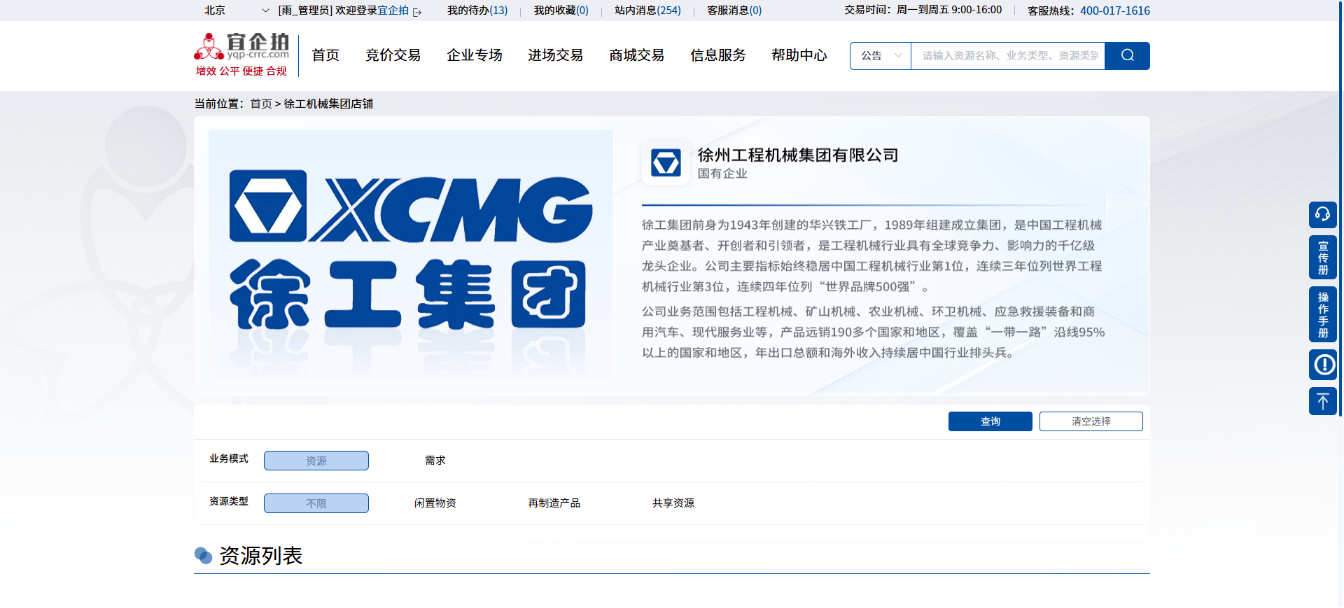 北京 [雨_管理员] 欢迎登录宜企拍 我的待办(13) 我的收藏(0) 站内消息(254) 客服消息(0) 交易时间：周一到周五 9:00-16:00 客服热线：400-017-1616
宜企拍
yqp-crrc.com
增效 公平 便捷 合规
首页 竞价交易 企业专场 进场交易 商城交易 信息服务 帮助中心 公告 请输入资源名称、业务类型、资源类别
当前位置：首页 > 徐工机械集团店铺
XCMG
徐工集团
徐州工程机械集团有限公司
国有企业
徐工集团前身为1943年创建的华兴铁工厂，1989年组建成立集团，是中国工程机械
产业奠基者、开创者和引领者，是工程机械行业具有全球竞争力、影响力的千亿级
龙头企业。公司主要指标始终稳居中国工程机械行业第1位，连续三年位列世界工程
机械行业第3位，连续四年位列“世界品牌500强”。
公司业务范围包括工程机械、矿山机械、农业机械、环卫机械、应急救援装备和商
用汽车、现代服务业等，产品远销190多个国家和地区，覆盖“一带一路”沿线95%
以上的国家和地区，年出口总额和海外收入持续居中国行业排头兵。
宣传册
操作手册
查询 清空选择
业务模式 资源 需求
资源类型 不限 闲置物资 再制造产品 共享资源
资源列表